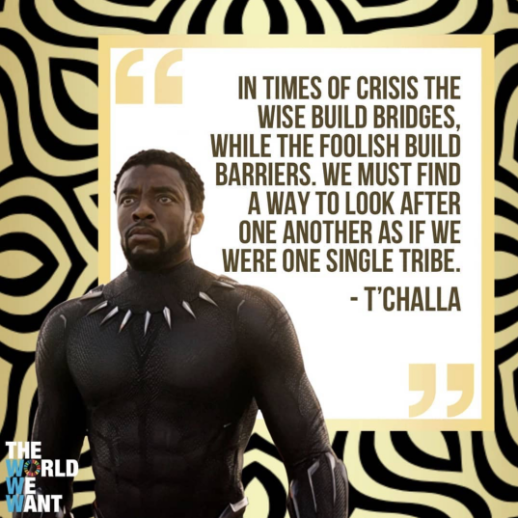 IN TIMES OF CRISIS THE
WISE BUILD BRIDGES,
WHILE THE FOOLISH BUILD
BARRIERS. WE MUST FIND
A WAY TO LOOK AFTER
ONE ANOTHER AS IF WE
WERE ONE SINGLE TRIBE.
- T'CHALLA
THE
WORLD
WE
WANT